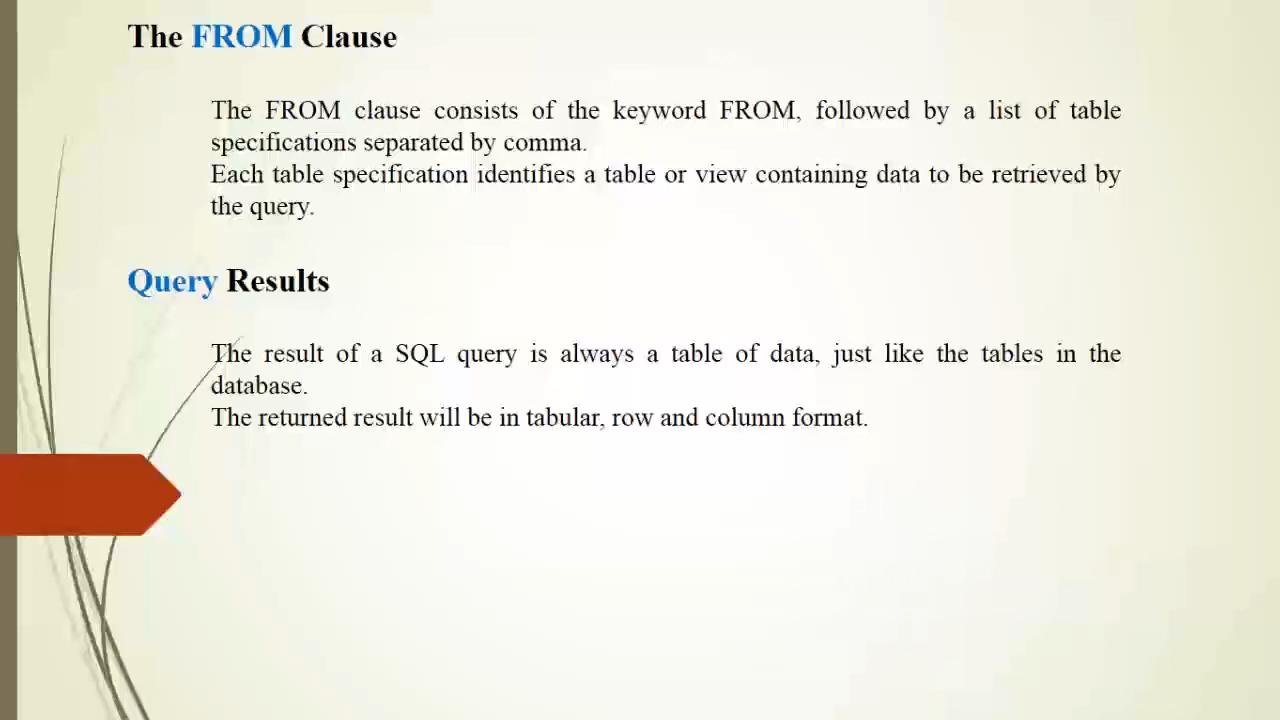 The FROM Clause
The FROM clause consists of the keyword FROM, followed by a list of table
specifications separated by comma.
Each table specification identifies a table or view containing data to be retrieved by
the query.
Query Results
The result of a SQL query is always a table of data, just like the tables in the
database.
The returned result will be in tabular, row and column format.